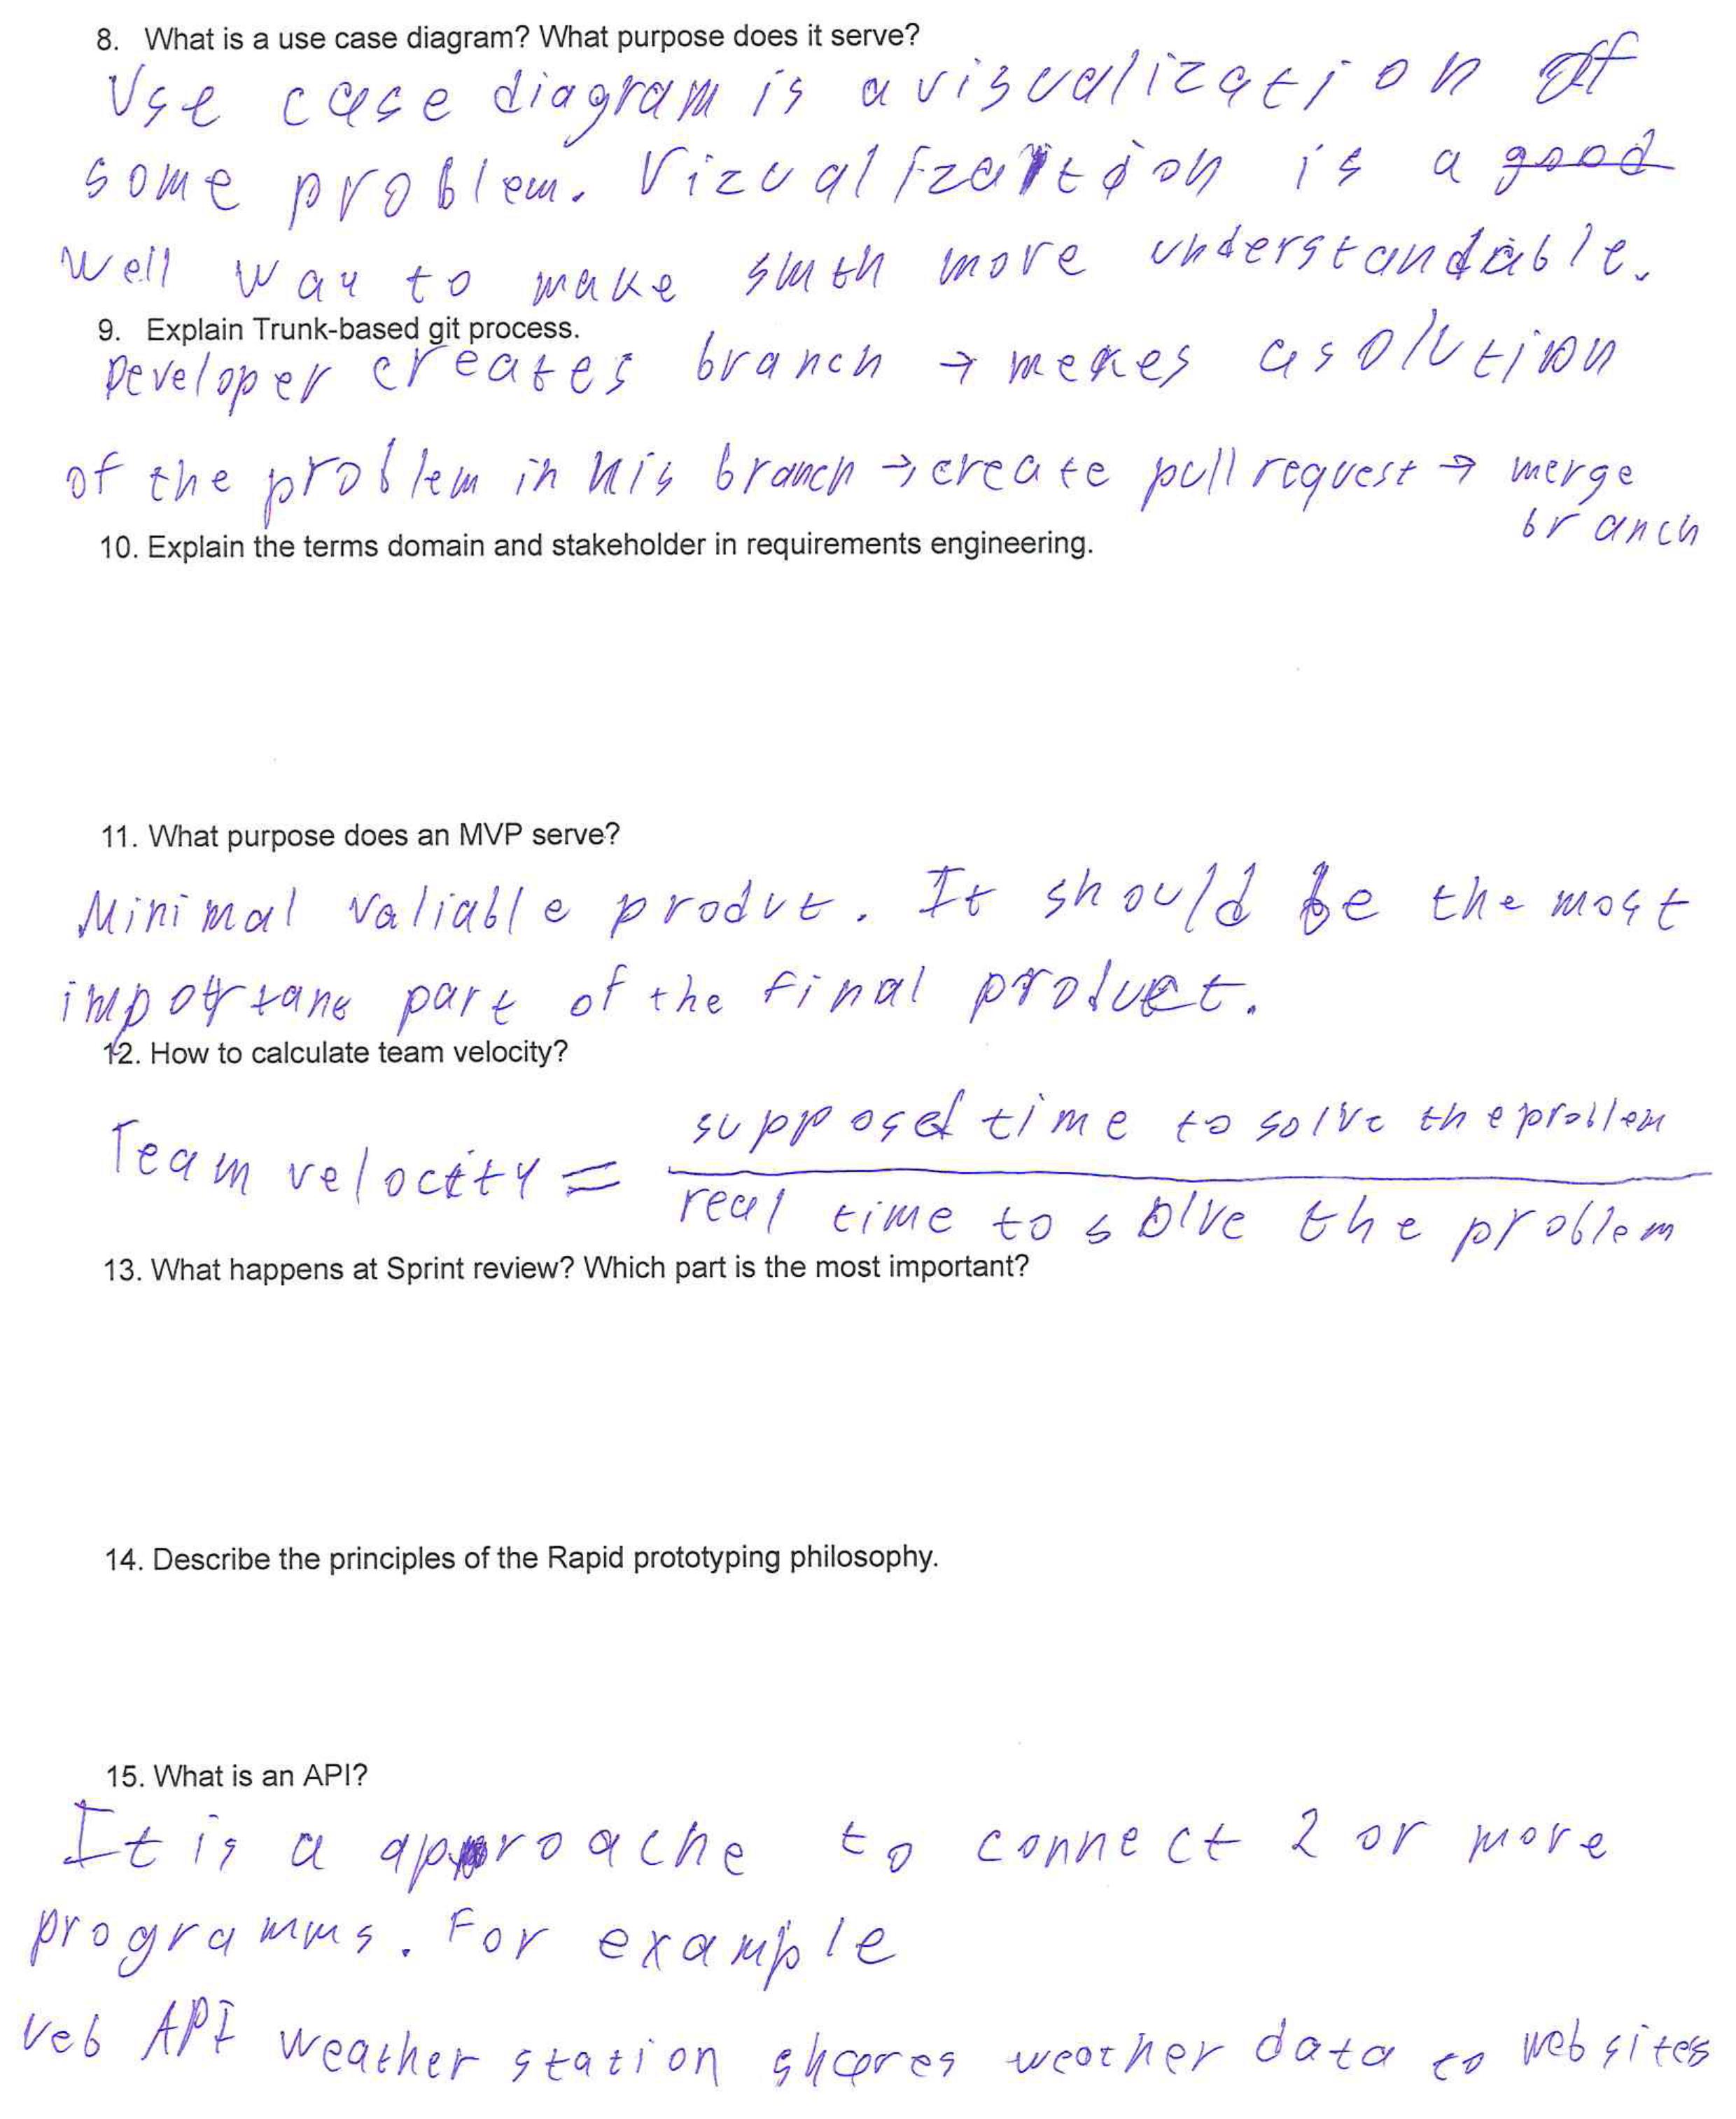 8. What is a use case diagram? What purpose does it serve?
Use case diagram is a visualization of
some problem. Vizualization is a good
well way to make smth more understandable.
9. Explain Trunk-based git process.
Developer creates branch → mekes a solution
of the problem in his branch → create pull request → merge
branch
10. Explain the terms domain and stakeholder in requirements engineering.
11. What purpose does an MVP serve?
Minimal valiable produt. It should be the most
important part of the final product.
12. How to calculate team velocity?
supposed time to solve the problem
Team velocity =
real time to solve the problem
13. What happens at Sprint review? Which part is the most important?
14. Describe the principles of the Rapid prototyping philosophy.
15. What is an API?
It is a approache to connect 2 or more
programms. For example
veb API weather station shares weather data to websites